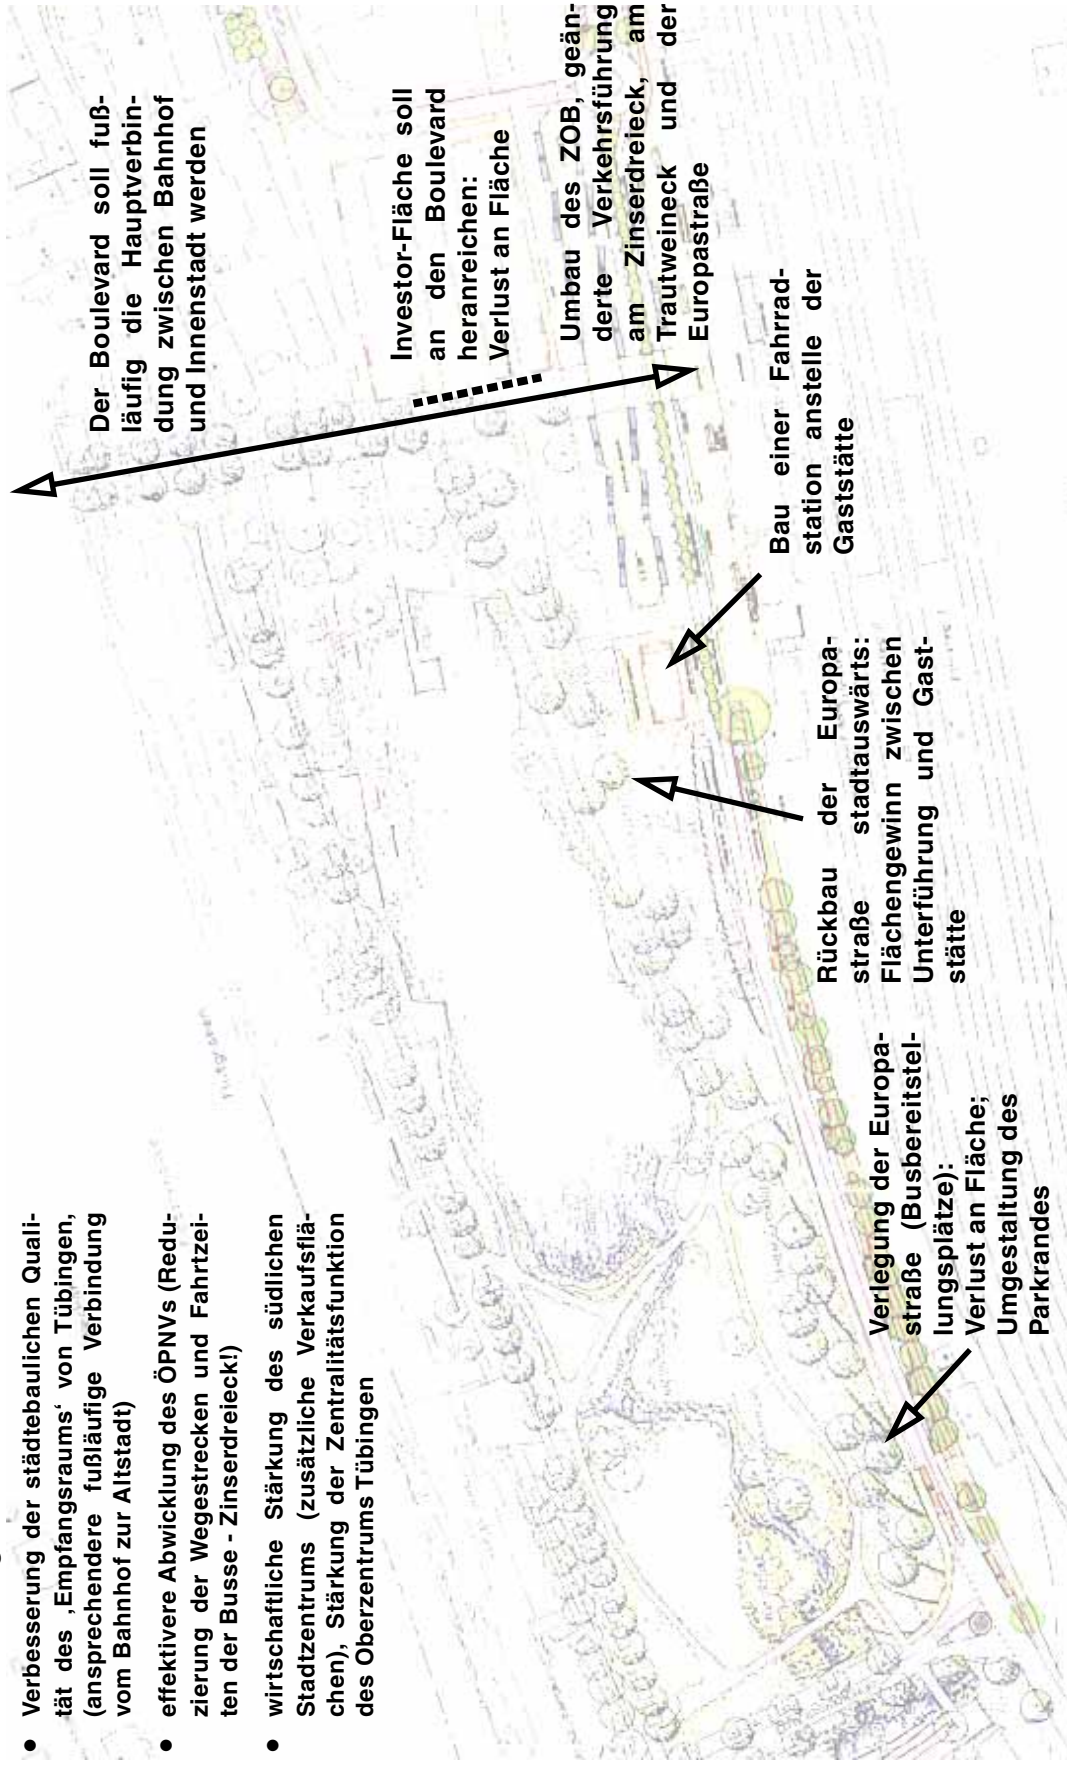 • Verbesserung der städtebaulichen Quali-
tät des ‚Empfangsraums‘ von Tübingen,
(ansprechendere fußläufige Verbindung
vom Bahnhof zur Altstadt)
• effektivere Abwicklung des ÖPNVs (Redu-
zierung der Wegestrecken und Fahrtzei-
ten der Busse - Zinserdreieck!)
• wirtschaftliche Stärkung des südlichen
Stadtzentrums (zusätzliche Verkaufsflä-
chen), Stärkung der Zentralitätsfunktion
des Oberzentrums Tübingen
Der Boulevard soll fuß-
läufig die Hauptverbin-
dung zwischen Bahnhof
und Innenstadt werden
Investor-Fläche soll
an den Boulevard
heranreichen:
Verlust an Fläche
Umbau des ZOB, geän-
derte Verkehrsführung
am Zinserdreieck, am
Trautweineck und der
Europastraße
Bau einer Fahrrad-
station anstelle der
Gaststätte
Rückbau der Europa-
straße stadtauswärts:
Flächengewinn zwischen
Unterführung und Gast-
stätte
Verlegung der Europa-
straße (Busbereitstel-
lungsplätze):
Verlust an Fläche;
Umgestaltung des
Parkrandes